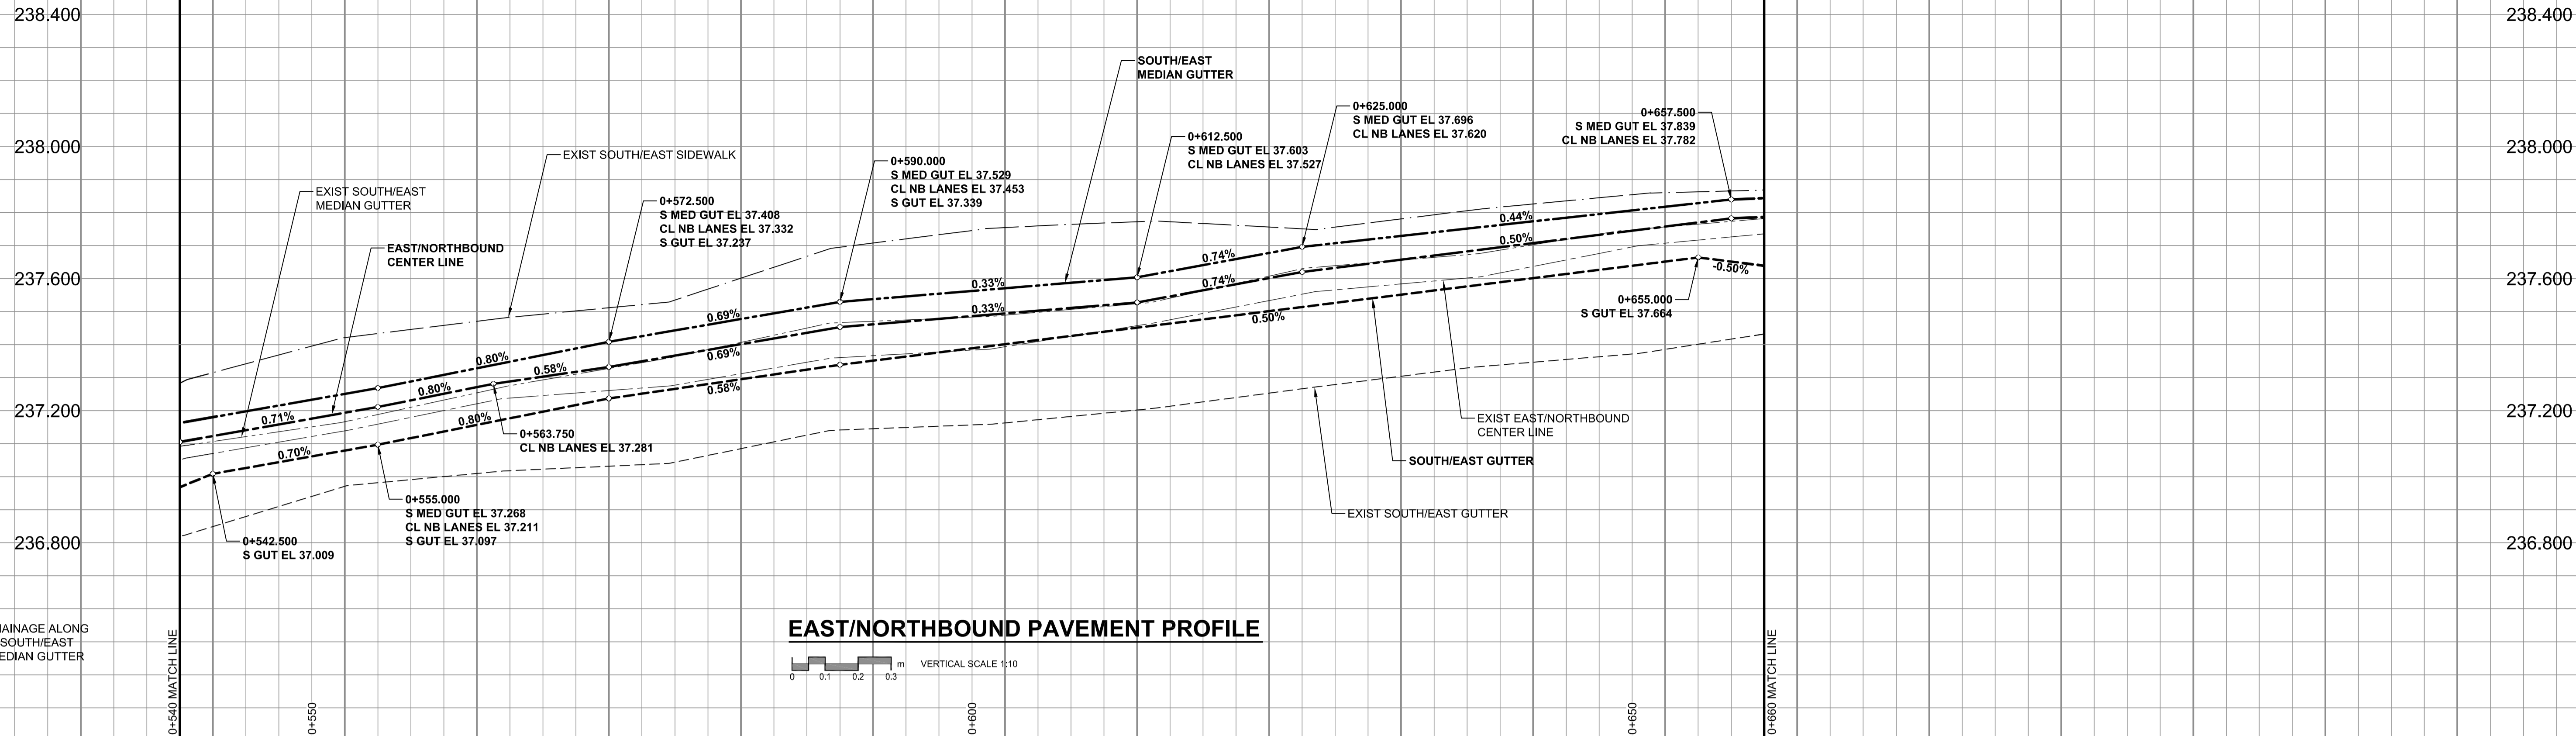 238.400
238.400
SOUTH/EAST
MEDIAN GUTTER
0+625.000
S MED GUT EL 37.696
CL NB LANES EL 37.620
0+657.500
S MED GUT EL 37.839
CL NB LANES EL 37.782
0+612.500
S MED GUT EL 37.603
CL NB LANES EL 37.527
238.000
238.000
EXIST SOUTH/EAST SIDEWALK
0+590.000
S MED GUT EL 37.529
CL NB LANES EL 37.453
S GUT EL 37.339
EXIST SOUTH/EAST
MEDIAN GUTTER
0+572.500
S MED GUT EL 37.408
CL NB LANES EL 37.332
S GUT EL 37.237
EAST/NORTHBOUND
CENTER LINE
0.44%
0.50%
0.74%
0.74%
-0.50%
237.600
237.600
0.33%
0.33%
0+655.000
S GUT EL 37.664
0.69%
0.69%
0.50%
0.80%
0.58%
0.80%
0.58%
237.200
237.200
0.71%
0.80%
0+563.750
CL NB LANES EL 37.281
EXIST EAST/NORTHBOUND
CENTER LINE
0.70%
SOUTH/EAST GUTTER
0+555.000
S MED GUT EL 37.268
CL NB LANES EL 37.211
S GUT EL 37.097
EXIST SOUTH/EAST GUTTER
236.800
236.800
0+542.500
S GUT EL 37.009
AINAGE ALONG
SOUTH/EAST
EDIAN GUTTER
EAST/NORTHBOUND PAVEMENT PROFILE
m VERTICAL SCALE 1:10
0 0.1 0.2 0.3
0+540 MATCH LINE
0+550
0+600
0+650
0+660 MATCH LINE